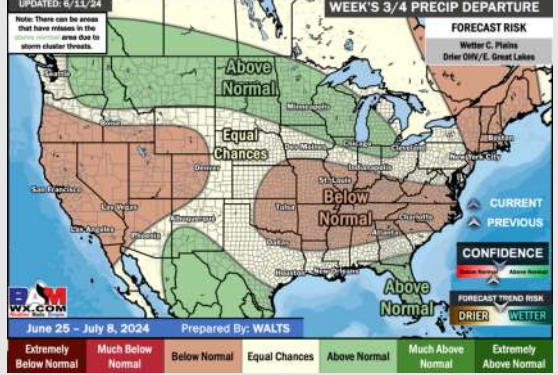 UPDATED: 6/11/24
WEEK'S 3/4 PRECIP DEPARTURE
Note: There can be areas
that have misses in the
above normal area due to
storm cluster threats.
FORECAST RISK
Wetter C. Plains
Drier OHV/E. Great Lakes
Seattle
Above
Normal
Minneapolis
Boise
Equal
Chances
Des Moines
Chicago
Cleveland
Boston
New York City
Denver
Indianapolis
San Francisco
St. Louis
Below
Normal
Las Vegas
Tulsa
Charlotte
Los Angeles
Albuquerque
Phoenix
Atlanta
Dallas
CURRENT
PREVIOUS
Houston
New Orleans
CONFIDENCE
Below Normal
Above Normal
Above
Normal
FORECAST TREND RISK
DRIER
WETTER
BAM
WX.COM
June 25 – July 8, 2024
Prepared By: WALTS
Extremely
Below Normal
Much Below
Normal
Below Normal
Equal Chances
Above Normal
Much Above
Normal
Extremely
Above Normal